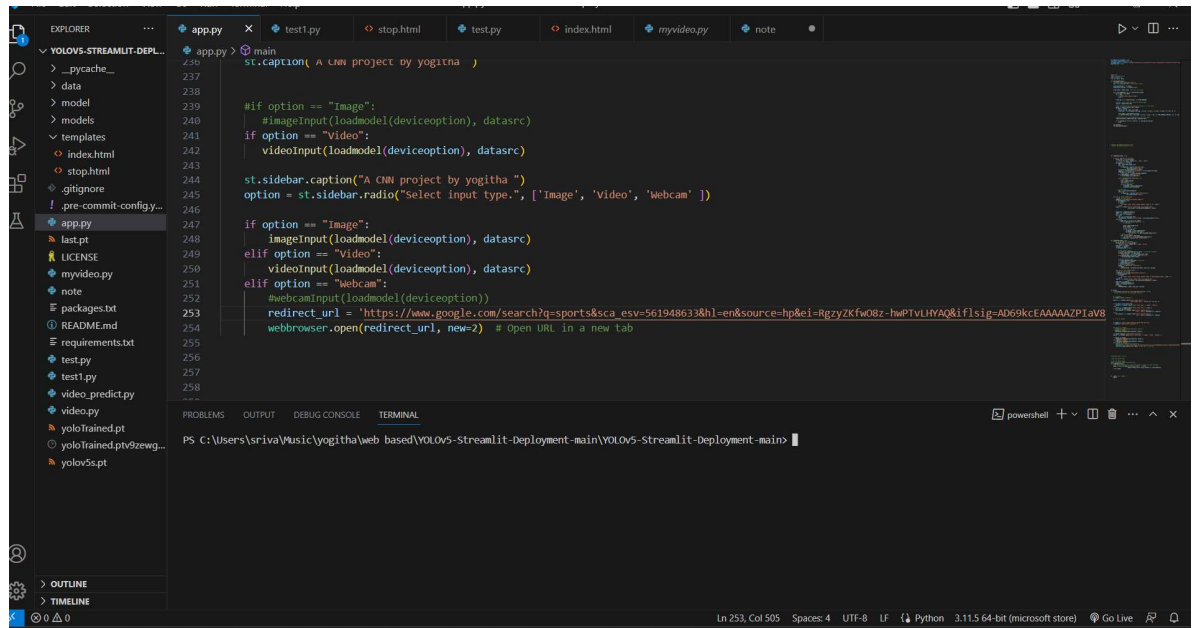 EXPLORER
app.py
test1.py
stop.html
test.py
index.html
myvideo.py
note
YOLOV5-STREAMLIT-DEPL...
app.py > main
__pycache__
data
model
models
templates
index.html
stop.html
.gitignore
.pre-commit-config.y...
app.py
last.pt
LICENSE
myvideo.py
note
packages.txt
README.md
requirements.txt
test.py
test1.py
video_predict.py
video.py
yoloTrained.pt
yoloTrained.ptv9zewg...
yolov5s.pt
OUTLINE
TIMELINE
236 st.caption( A CNN project by yogitha )
237
238
239 #if option == "Image":
240 #imageInput(loadmodel(deviceoption), datasrc)
241 if option == "Video":
242 videoInput(loadmodel(deviceoption), datasrc)
243
244 st.sidebar.caption("A CNN project by yogitha ")
245 option = st.sidebar.radio("Select input type.", ['Image', 'Video', 'Webcam' ])
246
247 if option == "Image":
248 imageInput(loadmodel(deviceoption), datasrc)
249 elif option == "Video":
250 videoInput(loadmodel(deviceoption), datasrc)
251 elif option == "Webcam":
252 #webcamInput(loadmodel(deviceoption))
253 redirect_url = 'https://www.google.com/search?q=sports&sca_esv=561948633&hl=en&source=hp&ei=RgzyZKfwO8z-hwPTvLHYAQ&iflsig=AD69kcEAAAAAZPIaV8
254 webbrowser.open(redirect_url, new=2) # Open URL in a new tab
255
256
257
258
PROBLEMS OUTPUT DEBUG CONSOLE TERMINAL
powershell
PS C:\Users\sriva\Music\yogitha\web based\YOLOv5-Streamlit-Deployment-main\YOLOv5-Streamlit-Deployment-main>
0 0
Ln 253, Col 505 Spaces: 4 UTF-8 LF Python 3.11.5 64-bit (microsoft store) Go Live